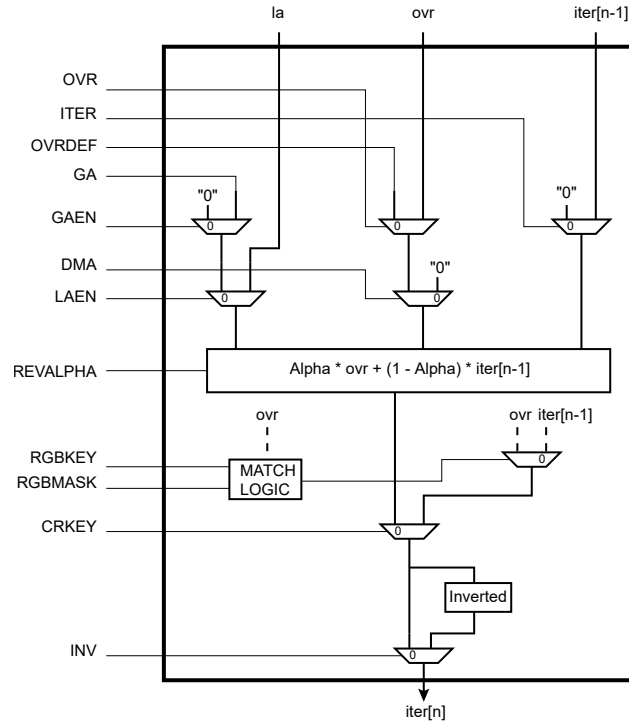 la ovr iter[n-1]
OVR
ITER
OVRDEF
GA
"0" "0"
GAEN 0 0 0
DMA "0"
LAEN 0 0
REVALPHA Alpha * ovr + (1 - Alpha) * iter[n-1]
ovr ovr iter[n-1]
RGBKEY 0
MATCH
RGBMASK LOGIC
CRKEY 0
Inverted
INV 0
iter[n]